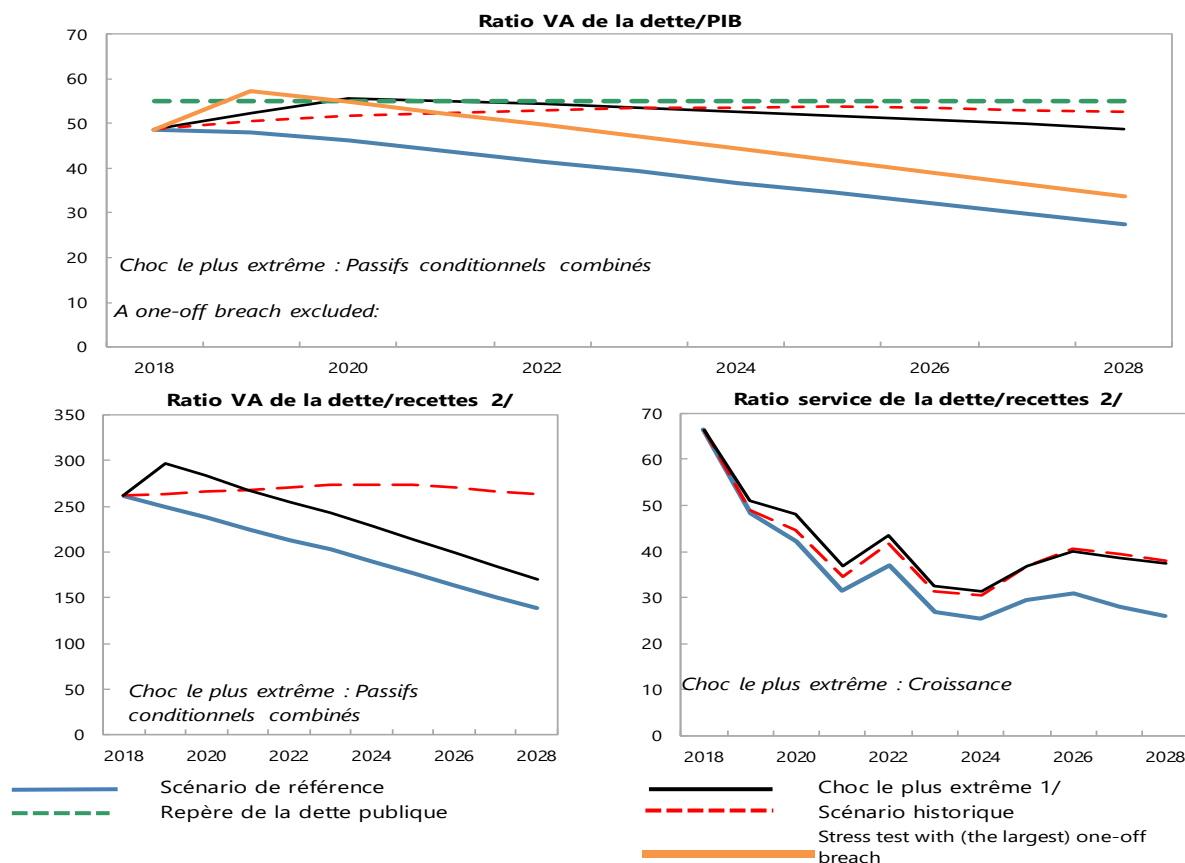 Ratio VA de la dette/PIB
70
60
50
40
30
20
10
0
Choc le plus extrême : Passifs conditionnels combinés
A one-off breach excluded:
2018 2020 2022 2024 2026 2028
Ratio VA de la dette/recettes 2/
350
300
250
200
150
100
50
0
Choc le plus extrême : Passifs
conditionnels combinés
2018 2020 2022 2024 2026 2028
Ratio service de la dette/recettes 2/
70
60
50
40
30
20
10
0
Choc le plus extrême : Croissance
2018 2020 2022 2024 2026 2028
Scénario de référence
Repère de la dette publique
Choc le plus extrême 1/
Scénario historique
Stress test with (the largest) one-off
breach